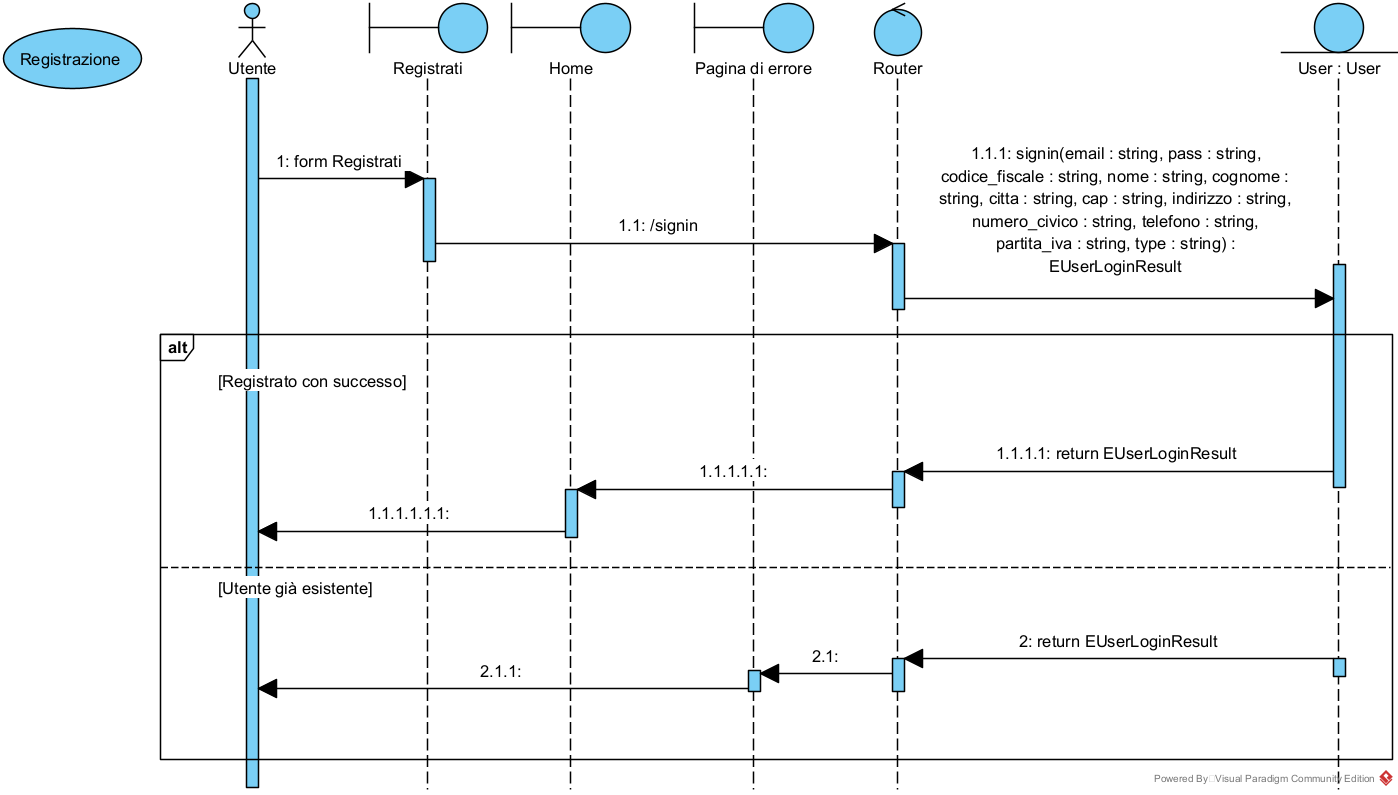 Registrazione
Utente
Registrati
Home
Pagina di errore
Router
User : User
1: form Registrati
1.1: /signin
1.1.1: signin(email : string, pass : string,
codice_fiscale : string, nome : string, cognome :
string, citta : string, cap : string, indirizzo : string,
numero_civico : string, telefono : string,
partita_iva : string, type : string) :
EUserLoginResult
alt
[Registrato con successo]
1.1.1.1: return EUserLoginResult
1.1.1.1.1:
1.1.1.1.1.1:
[Utente già esistente]
2: return EUserLoginResult
2.1:
2.1.1:
Powered By Visual Paradigm Community Edition